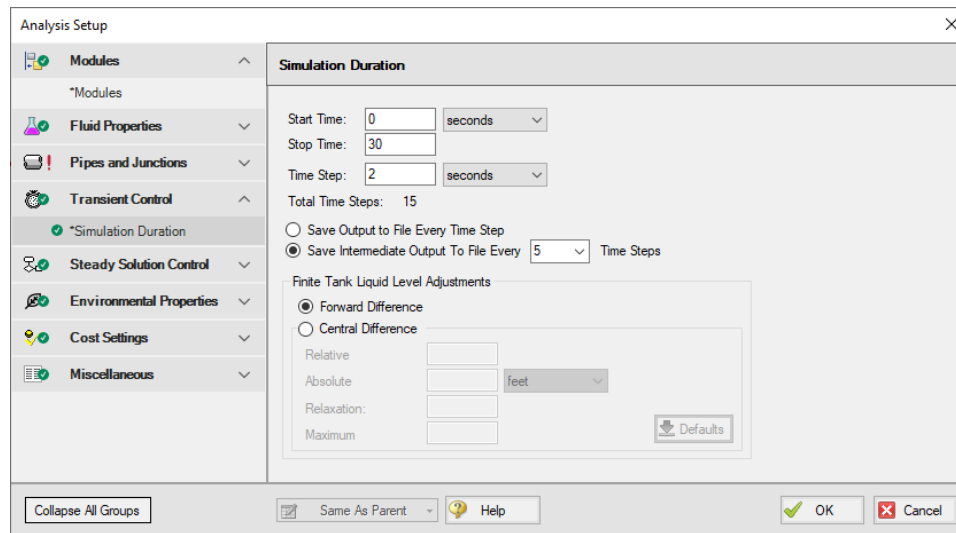 Analysis Setup
Modules
*Modules
Fluid Properties
Pipes and Junctions
Transient Control
*Simulation Duration
Steady Solution Control
Environmental Properties
Cost Settings
Miscellaneous
Simulation Duration
Start Time: 0 seconds
Stop Time: 30
Time Step: 2 seconds
Total Time Steps: 15
Save Output to File Every Time Step
Save Intermediate Output To File Every 5 Time Steps
Finite Tank Liquid Level Adjustments
Forward Difference
Central Difference
Relative
Absolute feet
Relaxation:
Maximum
Defaults
Collapse All Groups
Same As Parent
Help
OK
Cancel